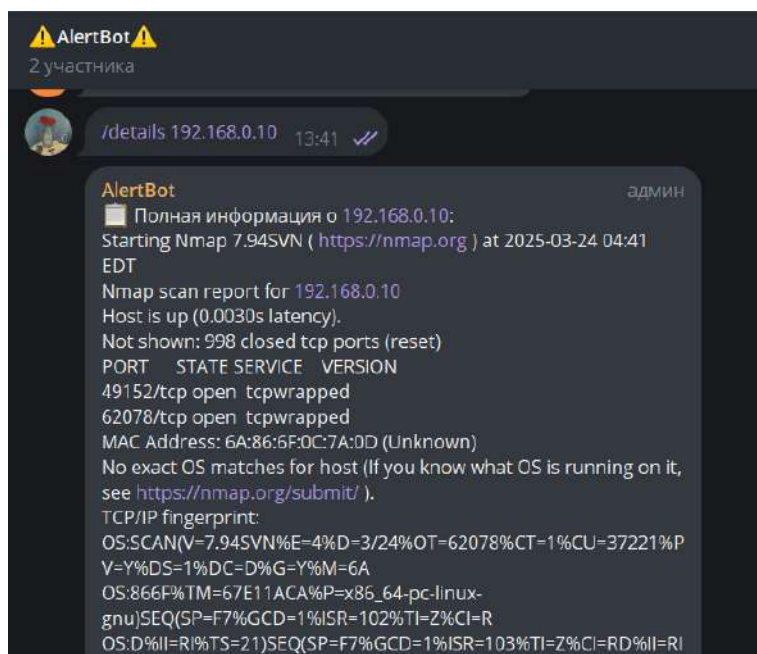 ⚠️AlertBot⚠️
2 участника
/details 192.168.0.10 13:41
AlertBot админ
📋 Полная информация о 192.168.0.10:
Starting Nmap 7.94SVN ( https://nmap.org ) at 2025-03-24 04:41
EDT
Nmap scan report for 192.168.0.10
Host is up (0.0030s latency).
Not shown: 998 closed tcp ports (reset)
PORT STATE SERVICE VERSION
49152/tcp open tcpwrapped
62078/tcp open tcpwrapped
MAC Address: 6A:86:6F:0C:7A:0D (Unknown)
No exact OS matches for host (If you know what OS is running on it,
see https://nmap.org/submit/ ).
TCP/IP fingerprint:
OS:SCAN(V=7.94SVN%E=4%D=3/24%OT=62078%CT=1%CU=37221%P
V=Y%DS=1%DC=D%G=Y%M=6A
OS:866F%TM=67E11ACA%P=x86_64-pc-linux-
gnu)SEQ(SP=F7%GCD=1%ISR=102%TI=Z%CI=R
OS:D%II=RI%TS=21)SEQ(SP=F7%GCD=1%ISR=103%TI=Z%CI=RD%II=RI